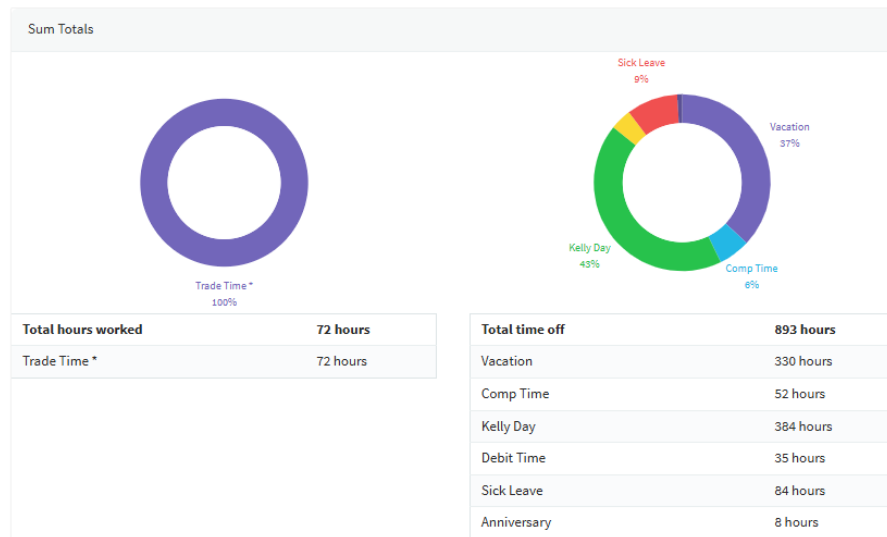 Sum Totals
Trade Time *
100%
Sick Leave
9%
Vacation
37%
Kelly Day
43%
Comp Time
6%
Total hours worked 72 hours
Trade Time * 72 hours
Total time off 893 hours
Vacation 330 hours
Comp Time 52 hours
Kelly Day 384 hours
Debit Time 35 hours
Sick Leave 84 hours
Anniversary 8 hours